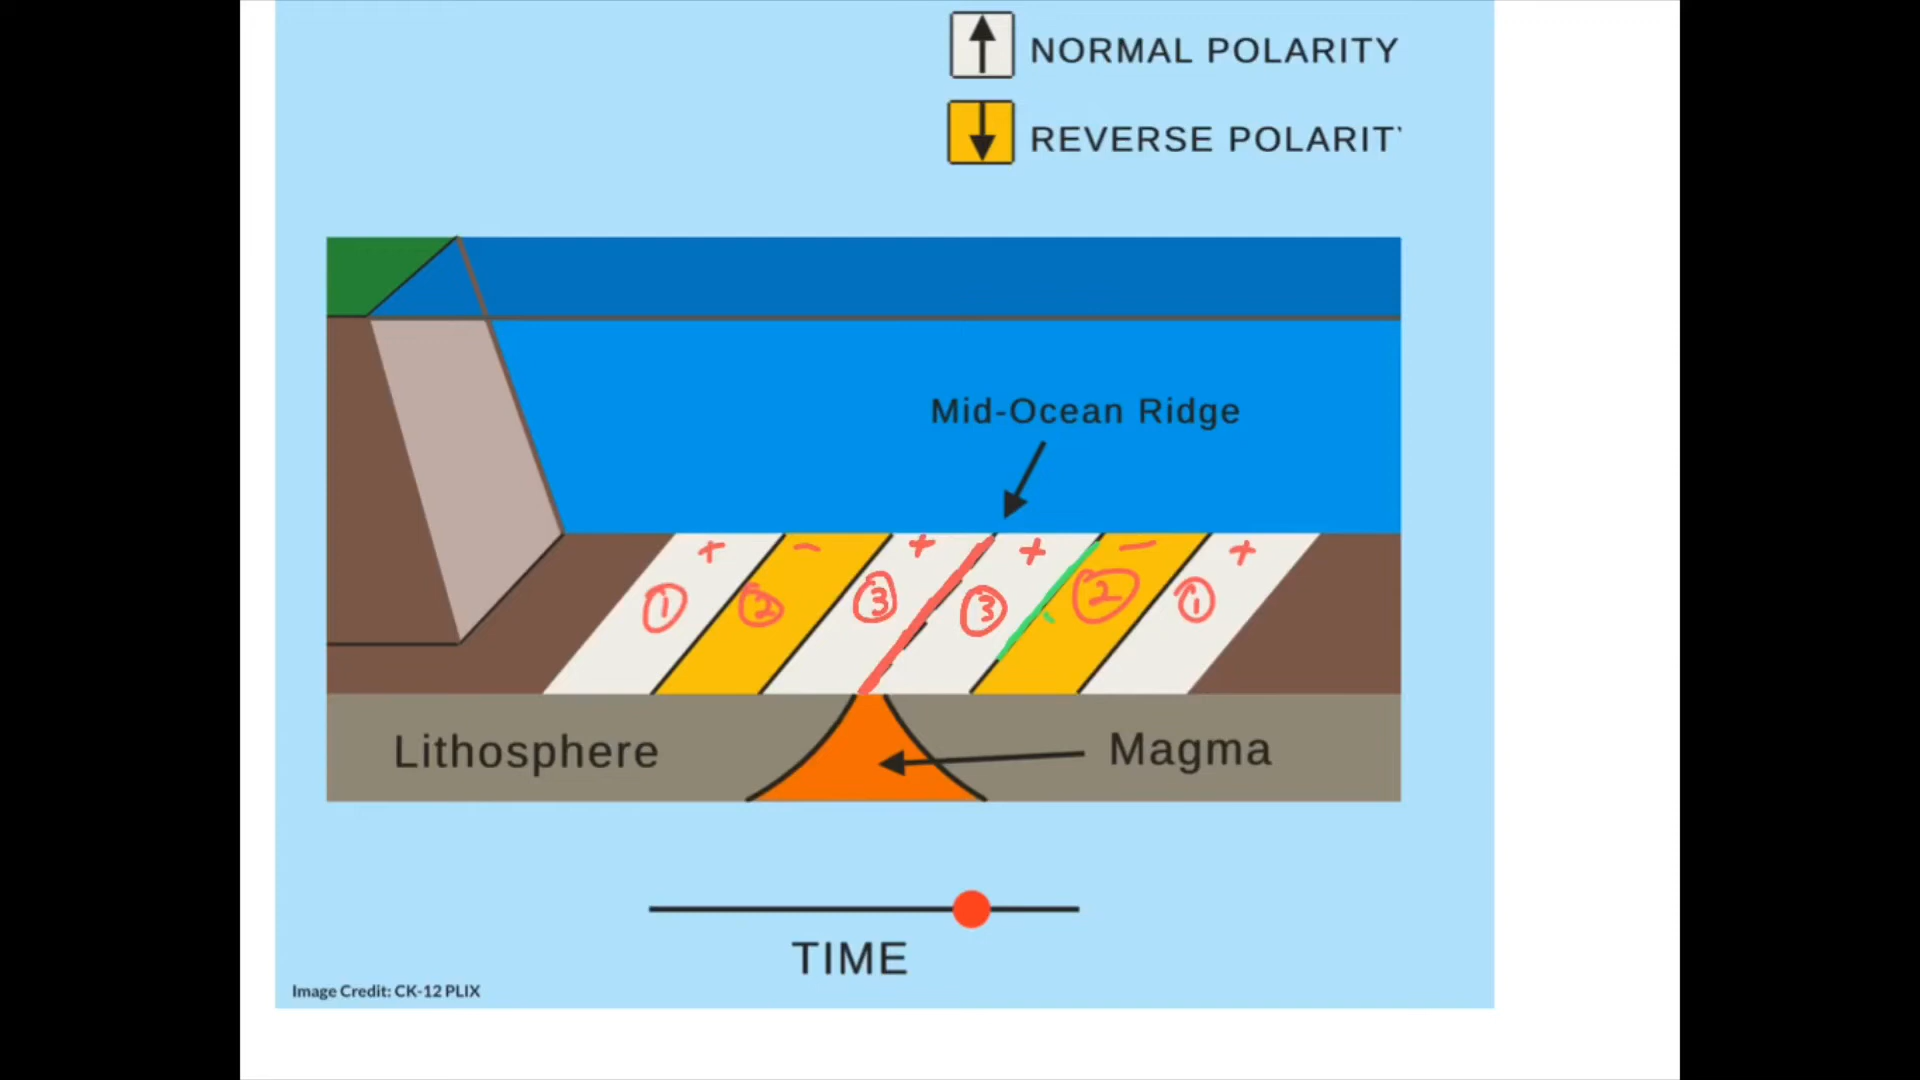 NORMAL POLARITY
REVERSE POLARIT
Mid-Ocean Ridge
+ − + + − +
① ② ③ ③ ② ①
Lithosphere
Magma
TIME
Image Credit: CK-12 PLIX